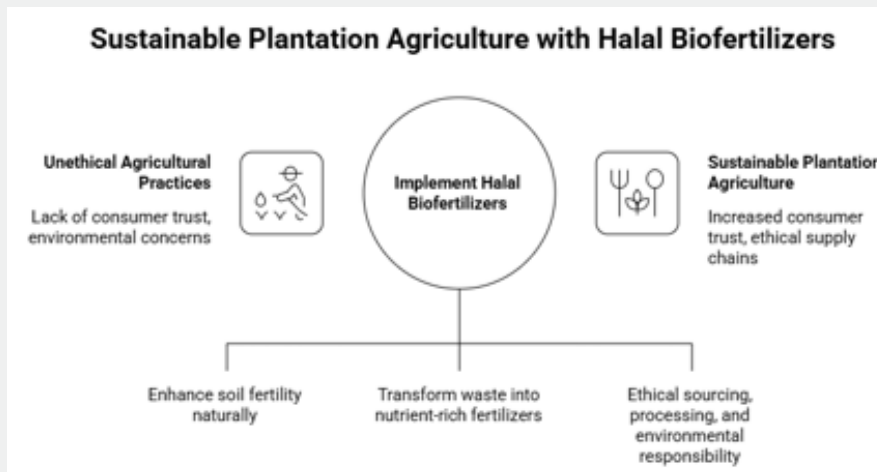 Sustainable Plantation Agriculture with Halal Biofertilizers
Unethical Agricultural
Practices
Lack of consumer trust,
environmental concerns
Implement Halal
Biofertilizers
Sustainable Plantation
Agriculture
Increased consumer
trust, ethical supply
chains
Enhance soil fertility
naturally
Transform waste into
nutrient-rich fertilizers
Ethical sourcing,
processing, and
environmental
responsibility